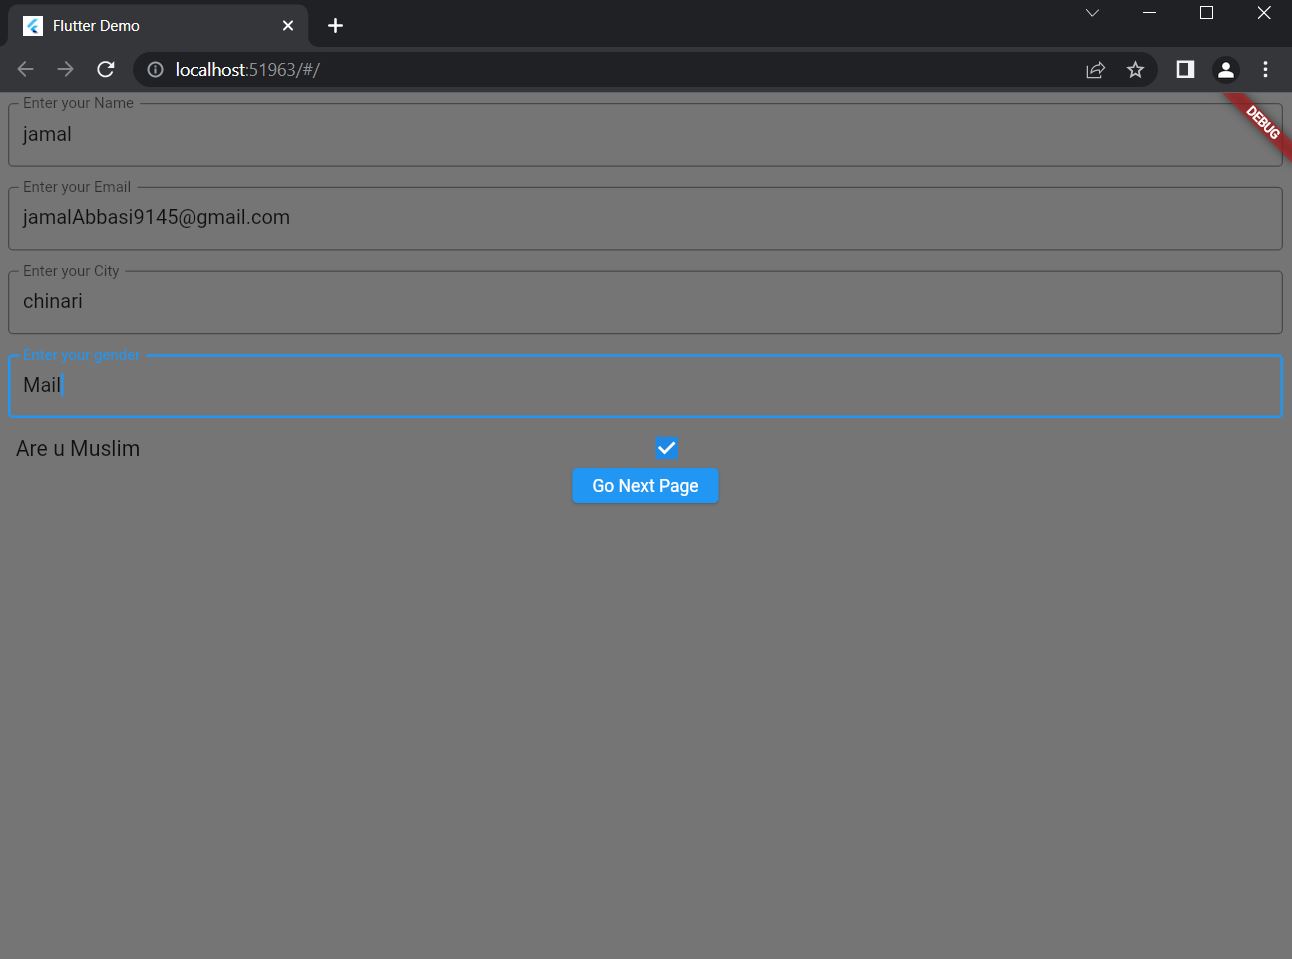 Flutter Demo
localhost:51963/#/
DEBUG
Enter your Name
jamal
Enter your Email
jamalAbbasi9145@gmail.com
Enter your City
chinari
Enter your gender
Mail
Are u Muslim
Go Next Page